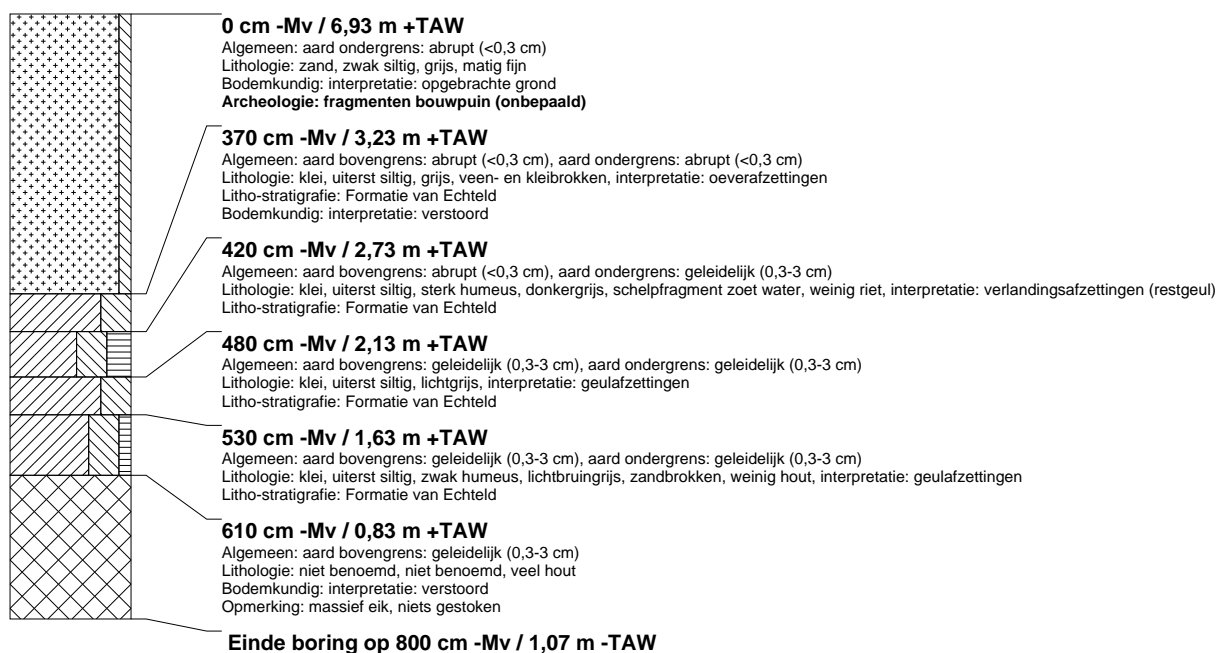 0 cm -Mv / 6,93 m +TAW
Algemeen: aard ondergrens: abrupt (<0,3 cm)
Lithologie: zand, zwak siltig, grijs, matig fijn
Bodemkundig: interpretatie: opgebrachte grond
Archeologie: fragmenten bouwpuin (onbepaald)
370 cm -Mv / 3,23 m +TAW
Algemeen: aard bovengrens: abrupt (<0,3 cm), aard ondergrens: abrupt (<0,3 cm)
Lithologie: klei, uiterst siltig, grijs, veen- en kleibrokken, interpretatie: oeverafzettingen
Litho-stratigrafie: Formatie van Echteld
Bodemkundig: interpretatie: verstoord
420 cm -Mv / 2,73 m +TAW
Algemeen: aard bovengrens: abrupt (<0,3 cm), aard ondergrens: geleidelijk (0,3-3 cm)
Lithologie: klei, uiterst siltig, sterk humeus, donkergrijs, schelpfragment zoet water, weinig riet, interpretatie: verlandingsafzettingen (restgeul)
Litho-stratigrafie: Formatie van Echteld
480 cm -Mv / 2,13 m +TAW
Algemeen: aard bovengrens: geleidelijk (0,3-3 cm), aard ondergrens: geleidelijk (0,3-3 cm)
Lithologie: klei, uiterst siltig, lichtgrijs, interpretatie: geulafzettingen
Litho-stratigrafie: Formatie van Echteld
530 cm -Mv / 1,63 m +TAW
Algemeen: aard bovengrens: geleidelijk (0,3-3 cm), aard ondergrens: geleidelijk (0,3-3 cm)
Lithologie: klei, uiterst siltig, zwak humeus, lichtbruingrijs, zandbrokken, weinig hout, interpretatie: geulafzettingen
Litho-stratigrafie: Formatie van Echteld
610 cm -Mv / 0,83 m +TAW
Algemeen: aard bovengrens: geleidelijk (0,3-3 cm)
Lithologie: niet benoemd, niet benoemd, veel hout
Bodemkundig: interpretatie: verstoord
Opmerking: massief eik, niets gestoken
Einde boring op 800 cm -Mv / 1,07 m -TAW